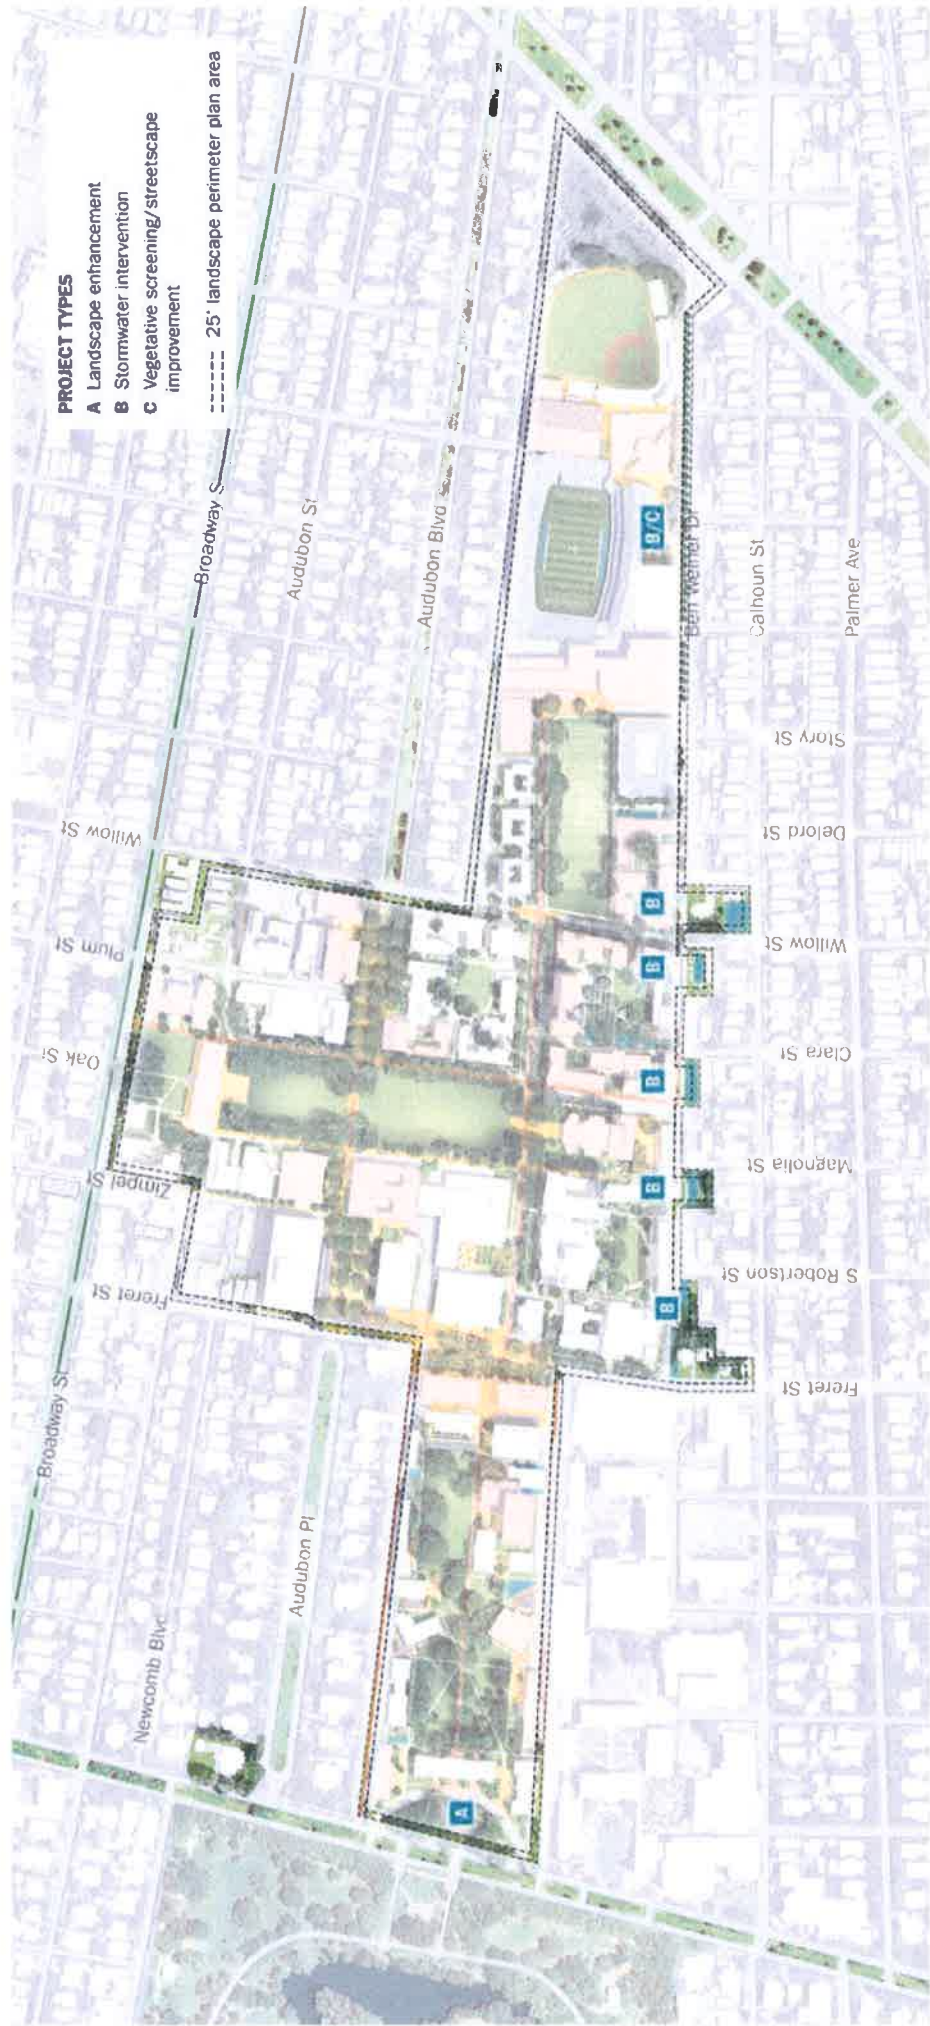 PROJECT TYPES
A Landscape enhancement
B Stormwater intervention
C Vegetative screening/streetscape
improvement
25' landscape perimeter plan area
Broadway St
Newcomb Blvd
Audubon Pl
Freret St
Zimpel St
Oak St
Plum St
Willow St
Broadway S
Audubon St
Audubon Blvd
A
B
B
B
B
B
B/C
Ben Weiner Dr
Calhoun St
Palmer Ave
Freret St
S Robertson St
Magnolia St
Clara St
Willow St
Delord St
Story St